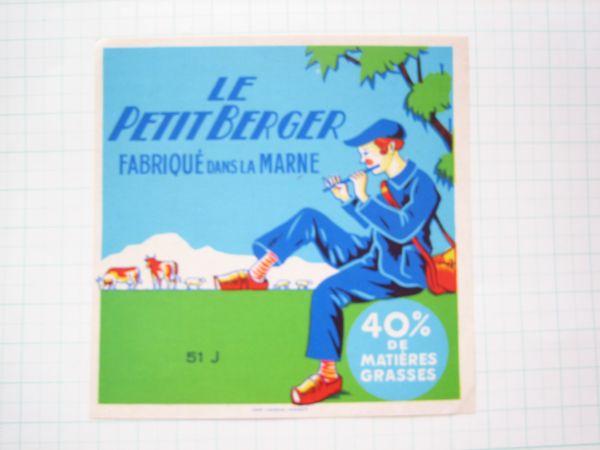 LE
PETIT BERGER
FABRIQUÉ DANS LA MARNE
40%
DE
MATIÈRES
GRASSES
51 J